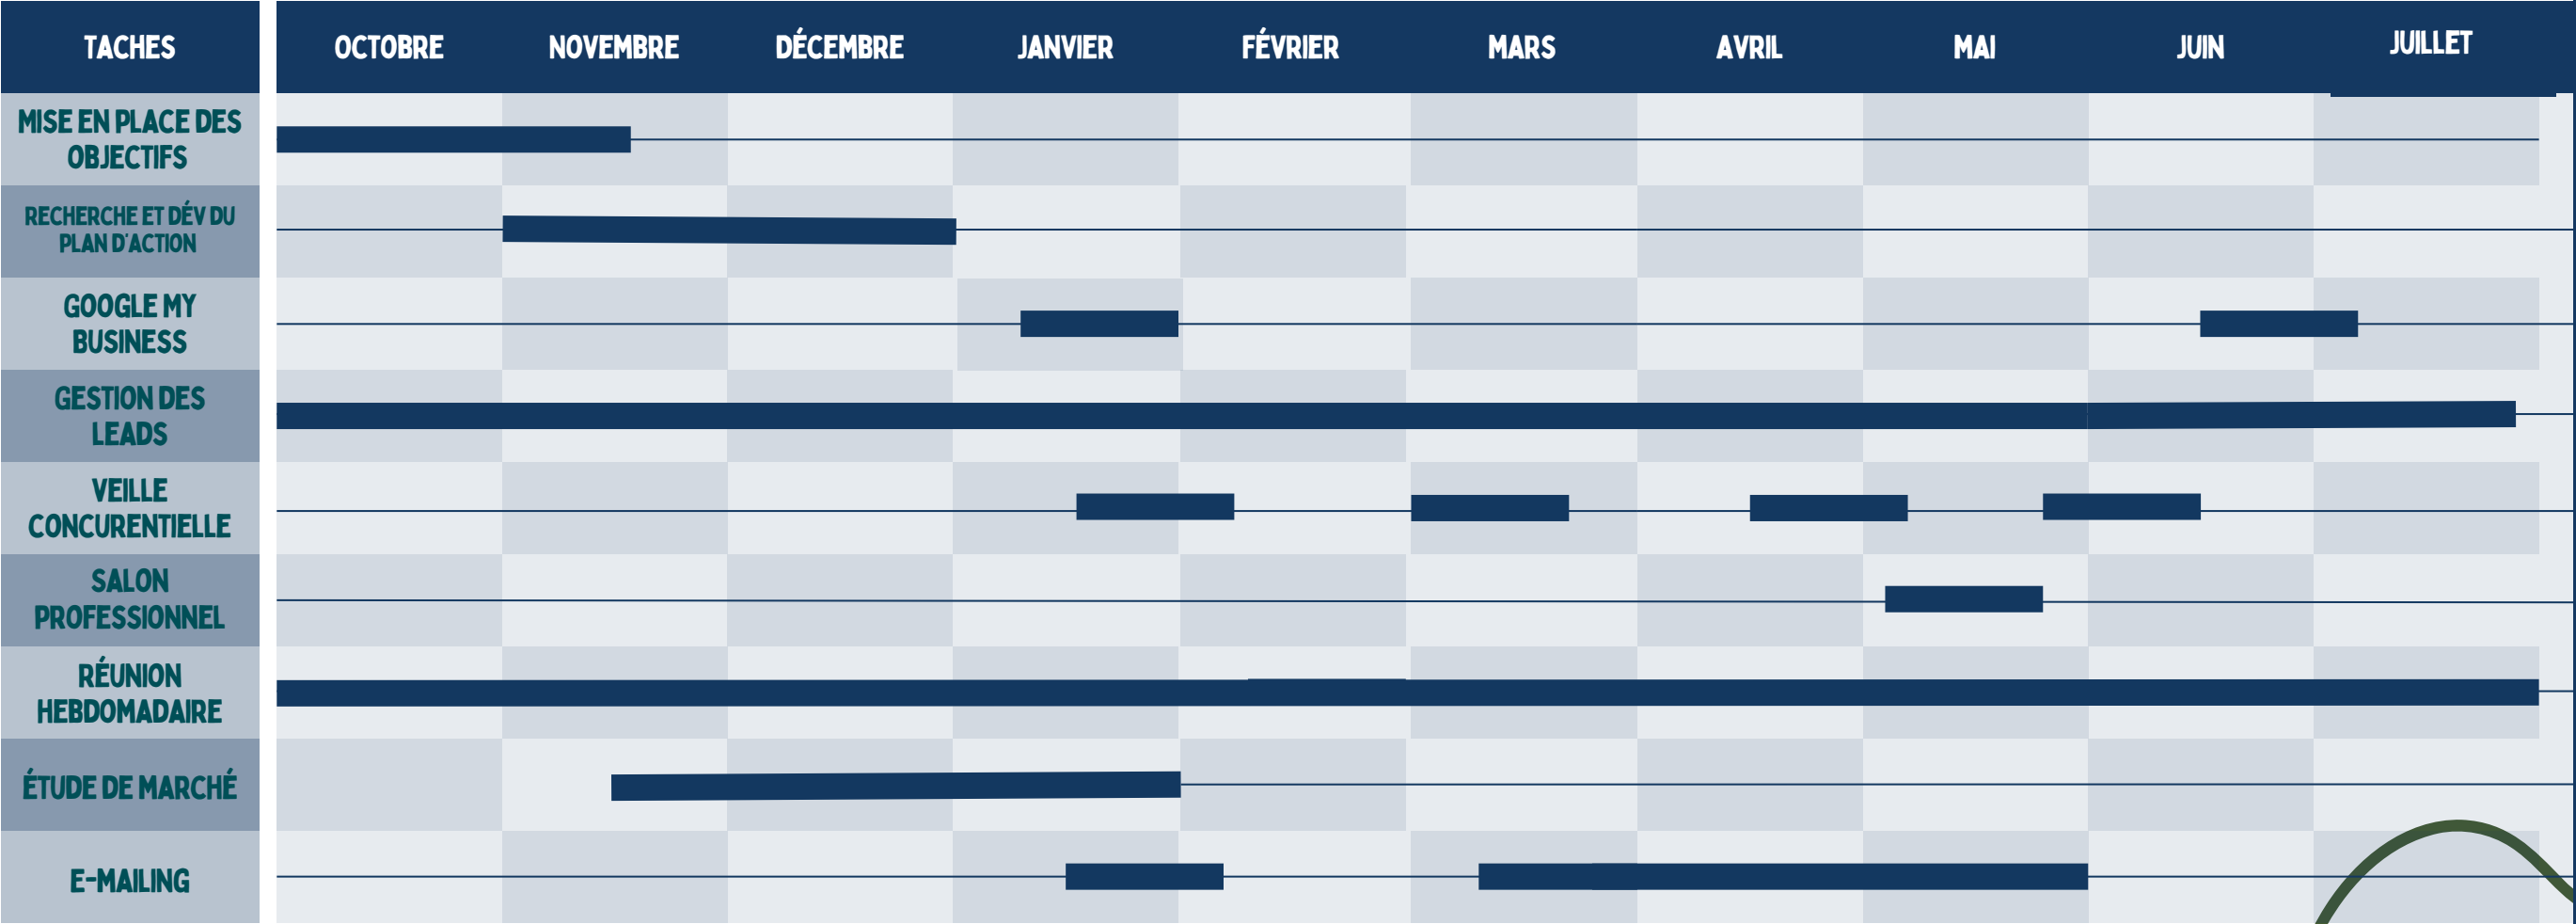 TACHES OCTOBRE NOVEMBRE DÉCEMBRE JANVIER FÉVRIER MARS AVRIL MAI JUIN JUILLET
MISE EN PLACE DES
OBJECTIFS
RECHERCHE ET DÉV DU
PLAN D'ACTION
GOOGLE MY
BUSINESS
GESTION DES
LEADS
VEILLE
CONCURENTIELLE
SALON
PROFESSIONNEL
RÉUNION
HEBDOMADAIRE
ÉTUDE DE MARCHÉ
E-MAILING